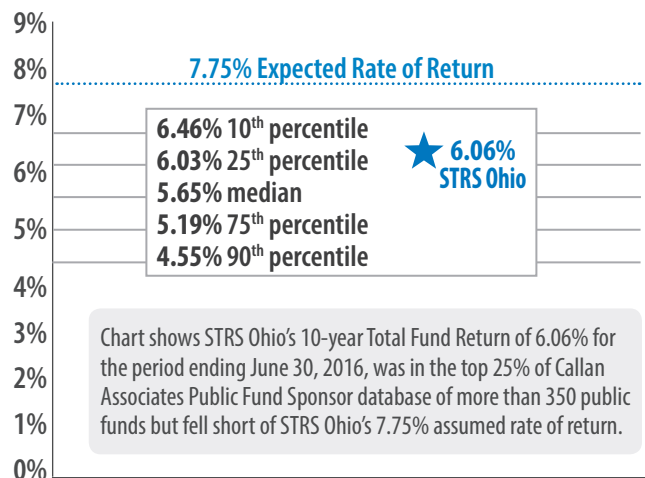 9%
8%
7.75% Expected Rate of Return
7%
6.46% 10th percentile
6.03% 25th percentile
6.06%
STRS Ohio
6%
5.65% median
5.19% 75th percentile
5%
4.55% 90th percentile
4%
3%
Chart shows STRS Ohio's 10-year Total Fund Return of 6.06% for
the period ending June 30, 2016, was in the top 25% of Callan
2%
Associates Public Fund Sponsor database of more than 350 public
funds but fell short of STRS Ohio's 7.75% assumed rate of return.
1%
0%